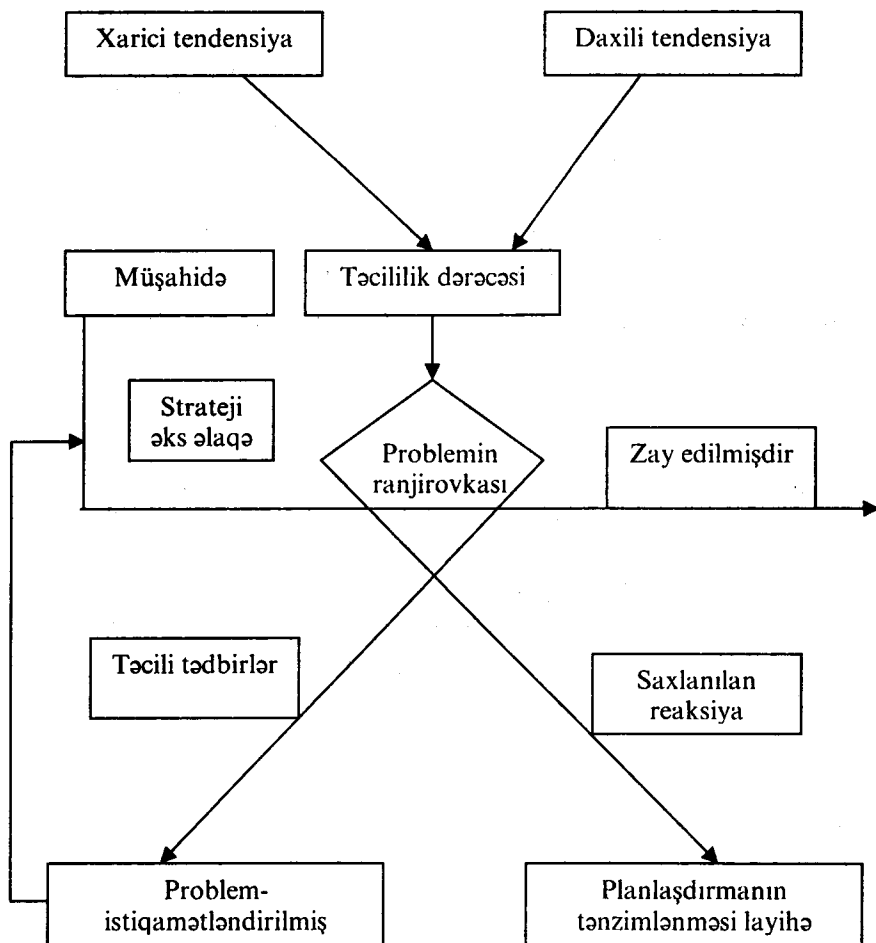 Xarici tendensiya
Daxili tendensiya
Müşahidə
Təcililik dərəcəsi
Strateji
əks əlaqə
Problemin
ranjirovkası
Zay edilmişdir
Təcili tədbirlər
Saxlanılan
reaksiya
Problem-
istiqamətləndirilmiş
Planlaşdırmanın
tənzimlənməsi layihə